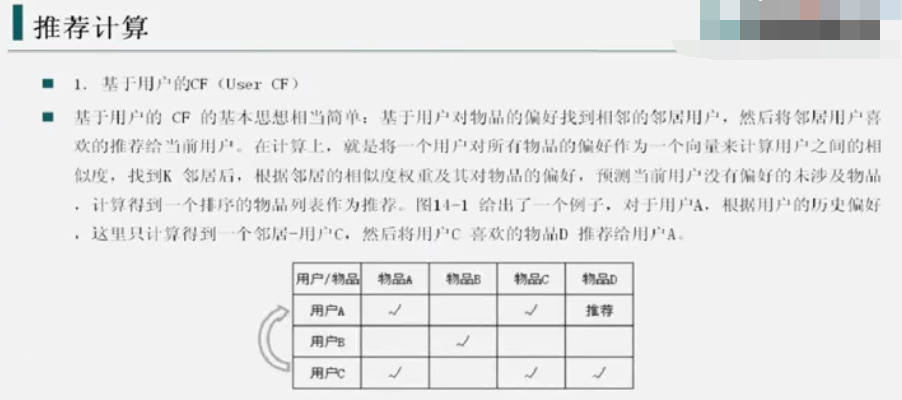 推荐计算
1. 基于用户的CF（User CF）
基于用户的 CF 的基本思想相当简单：基于用户对物品的偏好找到相邻的邻居用户，然后将邻居用户喜
欢的推荐给当前用户。在计算上，就是将一个用户对所有物品的偏好作为一个向量来计算用户之间的相
似度，找到K 邻居后，根据邻居的相似度权重及其对物品的偏好，预测当前用户没有偏好的未涉及物品
，计算得到一个排序的物品列表作为推荐。图14-1 给出了一个例子，对于用户A，根据用户的历史偏好
，这里只计算得到一个邻居-用户C，然后将用户C 喜欢的物品D 推荐给用户A。
用户/物品 物品A 物品B 物品C 物品D
用户A ✓ ✓ 推荐
用户B ✓
用户C ✓ ✓ ✓